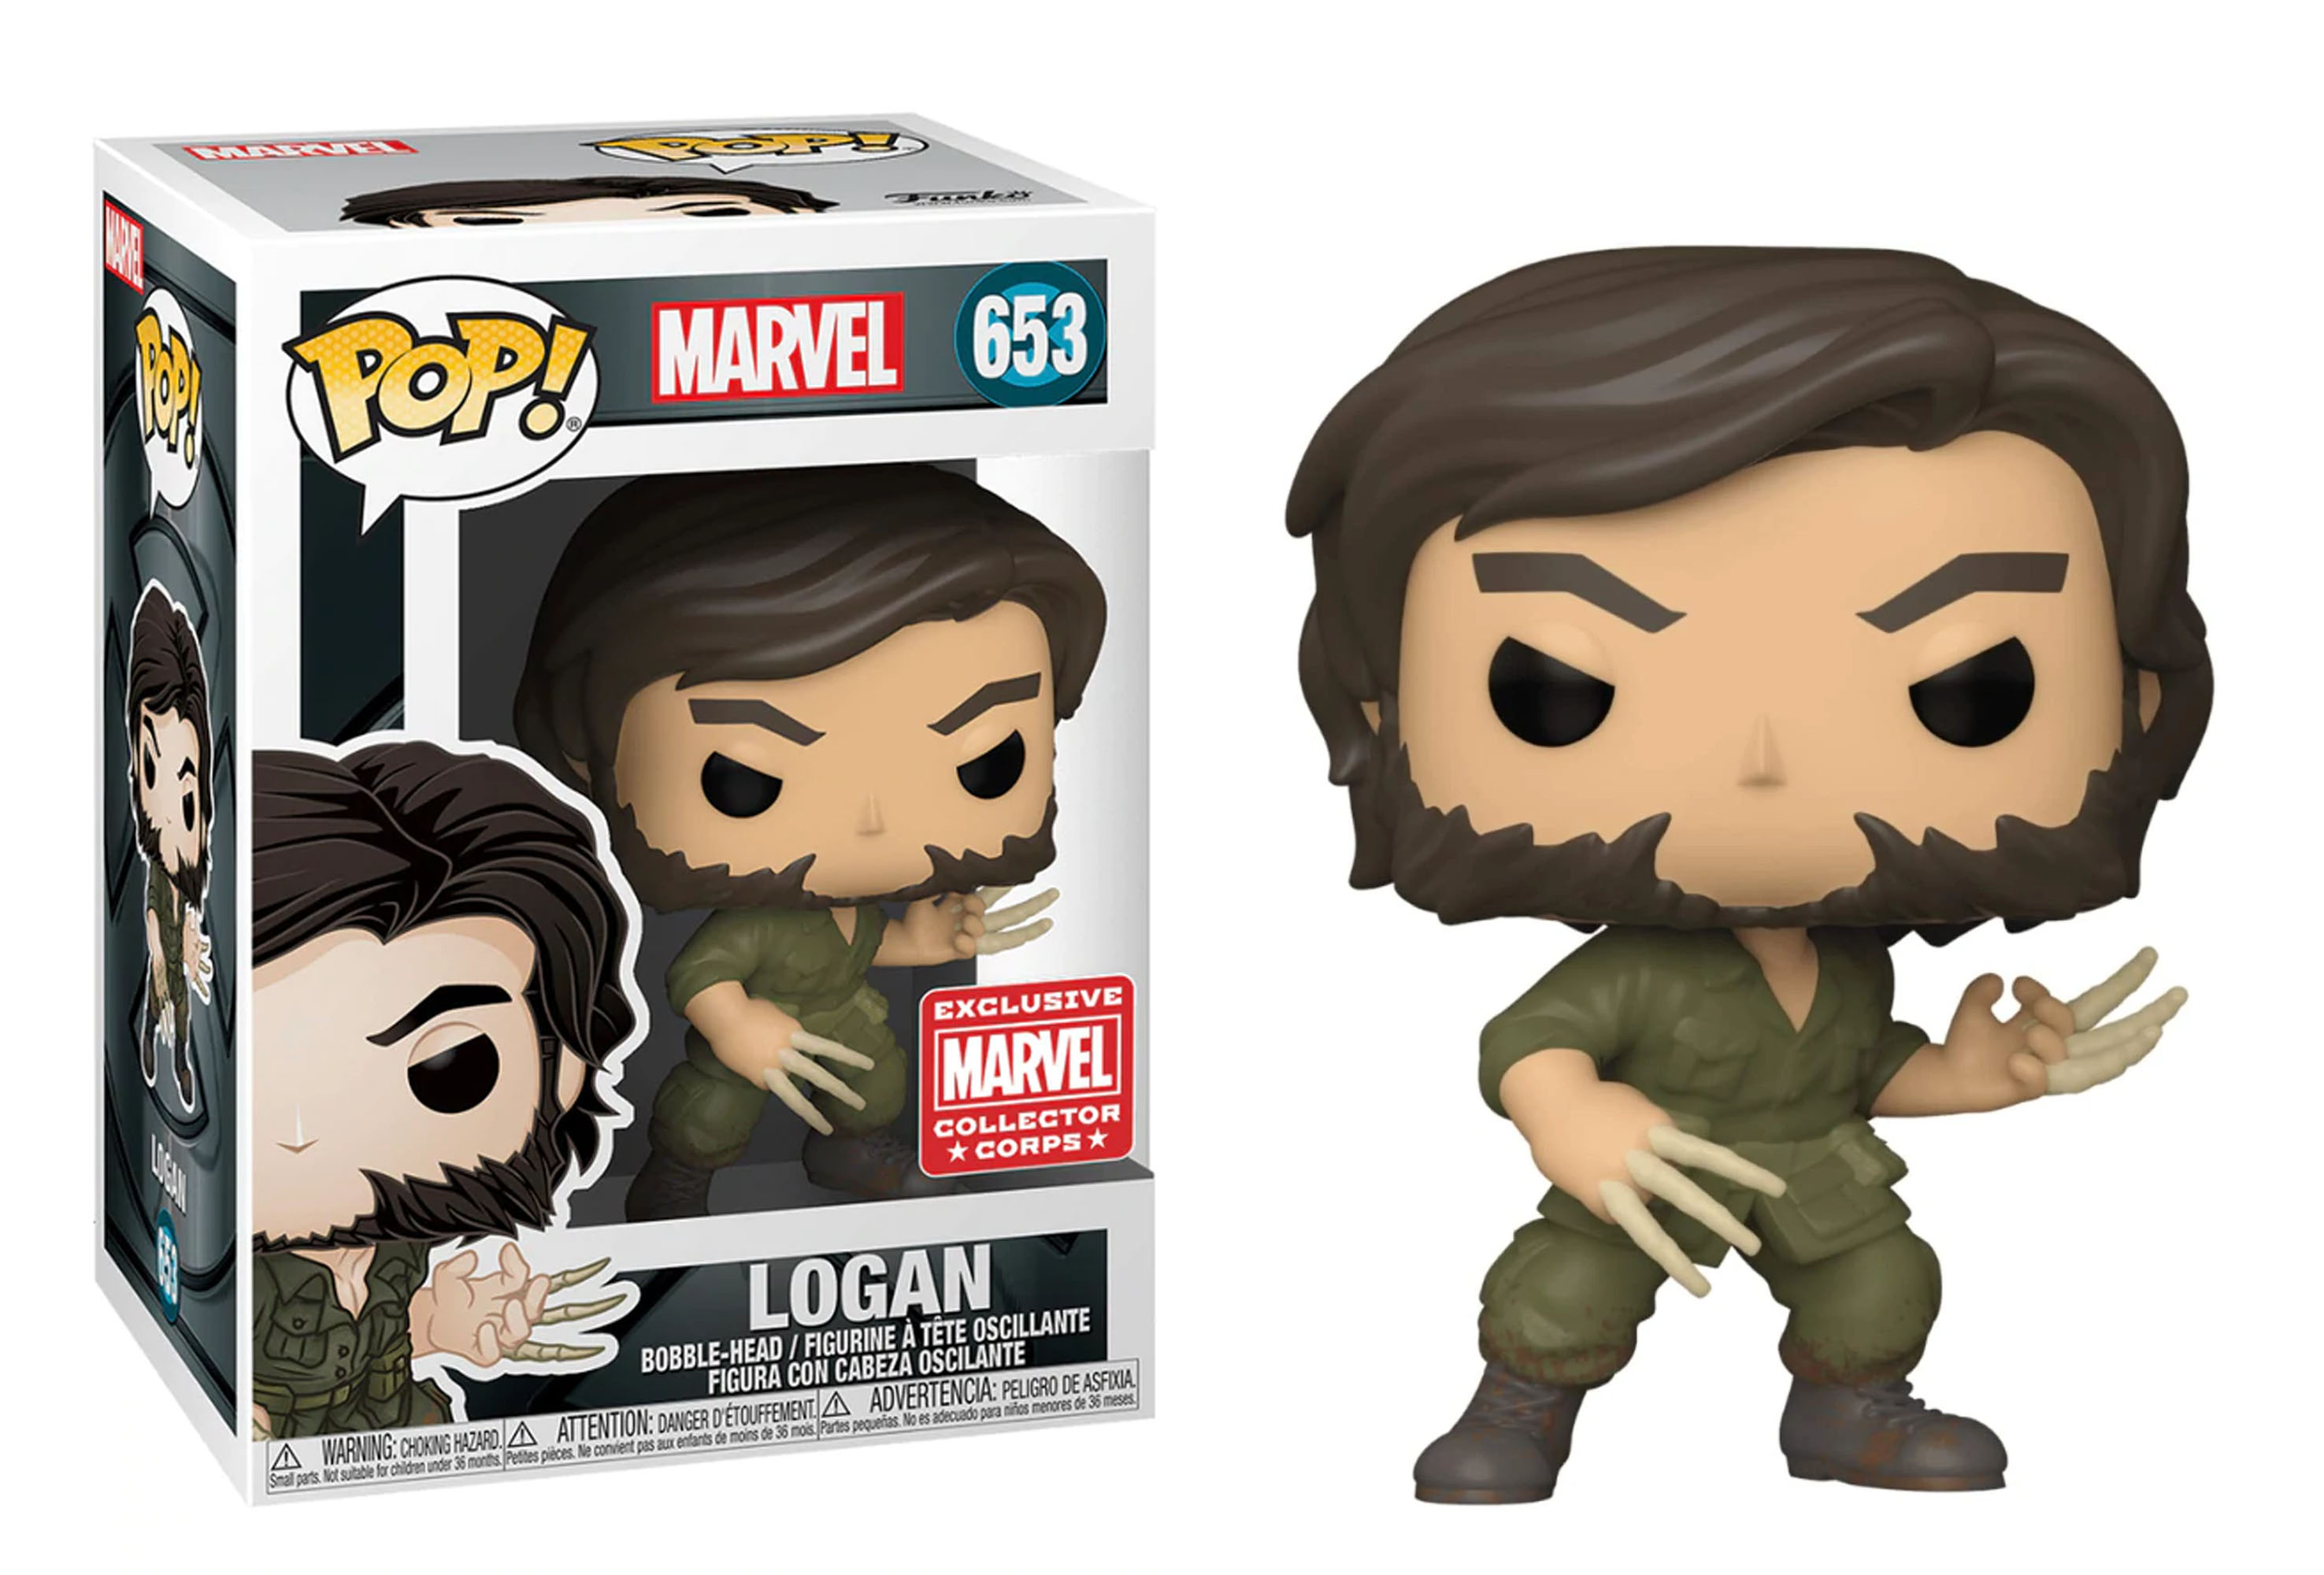 MARVEL
POP!
Funko
MARVEL
POP!
LOGAN
653
POP!®
MARVEL
653
EXCLUSIVE
MARVEL
COLLECTOR
★CORPS★
LOGAN
BOBBLE-HEAD / FIGURINE À TÊTE OSCILLANTE
FIGURA CON CABEZA OSCILANTE
⚠ WARNING: CHOKING HAZARD.
Small parts. Not suitable for children under 36 months.
⚠ ATTENTION: DANGER D'ÉTOUFFEMENT.
Petites pièces. Ne convient pas aux enfants de moins de 36 mois.
⚠ ADVERTENCIA: PELIGRO DE ASFIXIA.
Partes pequeñas. No es adecuado para niños menores de 36 meses.